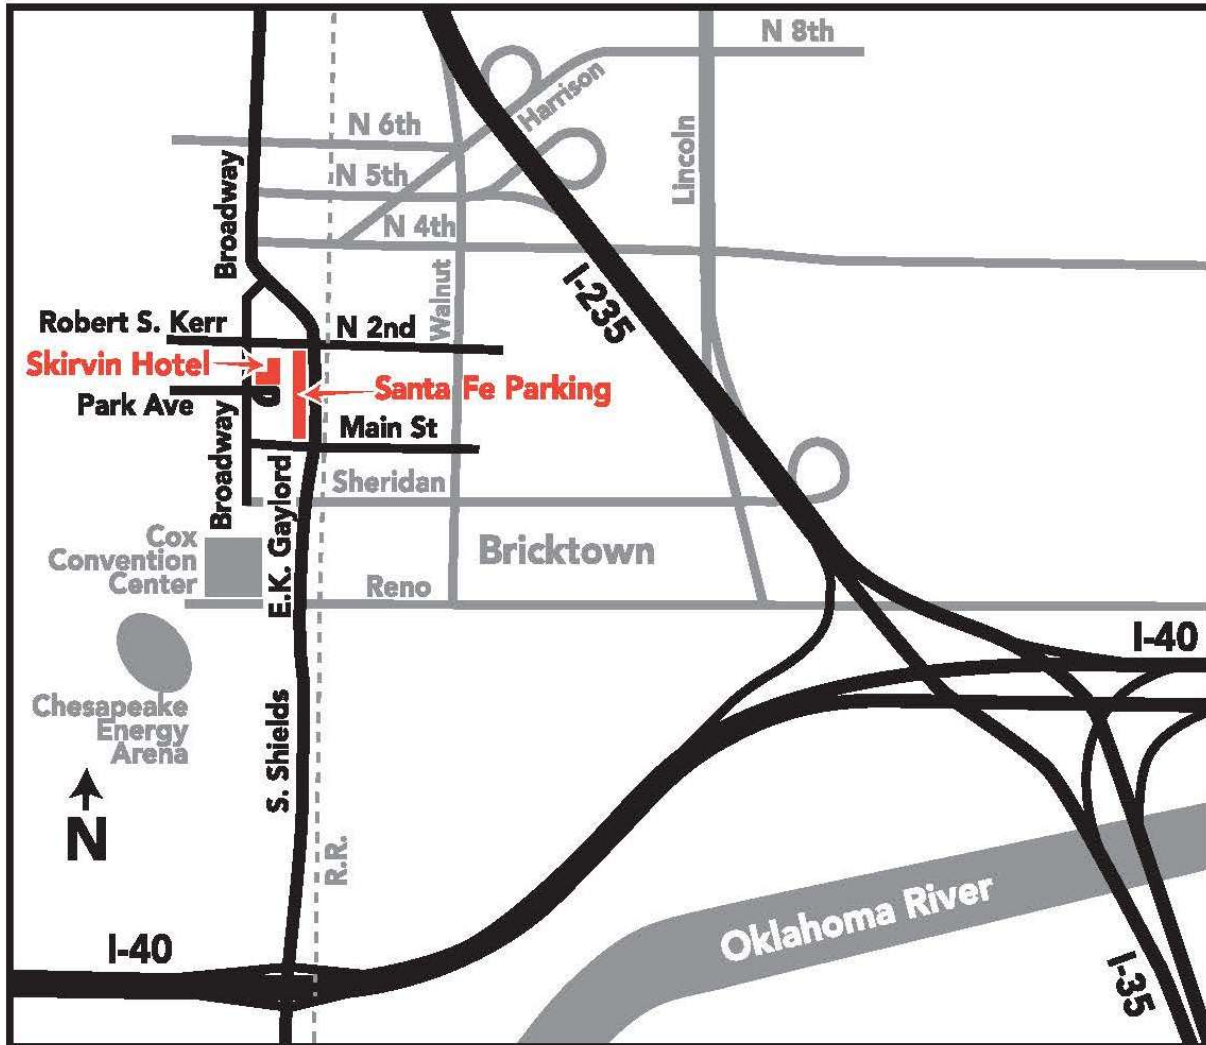 N 8th
Harrison
N 6th
N 5th
N 4th
Lincoln
Broadway
Walnut
I-235
Robert S. Kerr
N 2nd
Skirvin Hotel
Santa Fe Parking
Park Ave
Main St
Broadway
Sheridan
E.K. Gaylord
Cox
Convention
Center
Bricktown
Reno
I-40
Chesapeake
Energy
Arena
S. Shields
N
R.R.
Oklahoma River
I-40
I-35